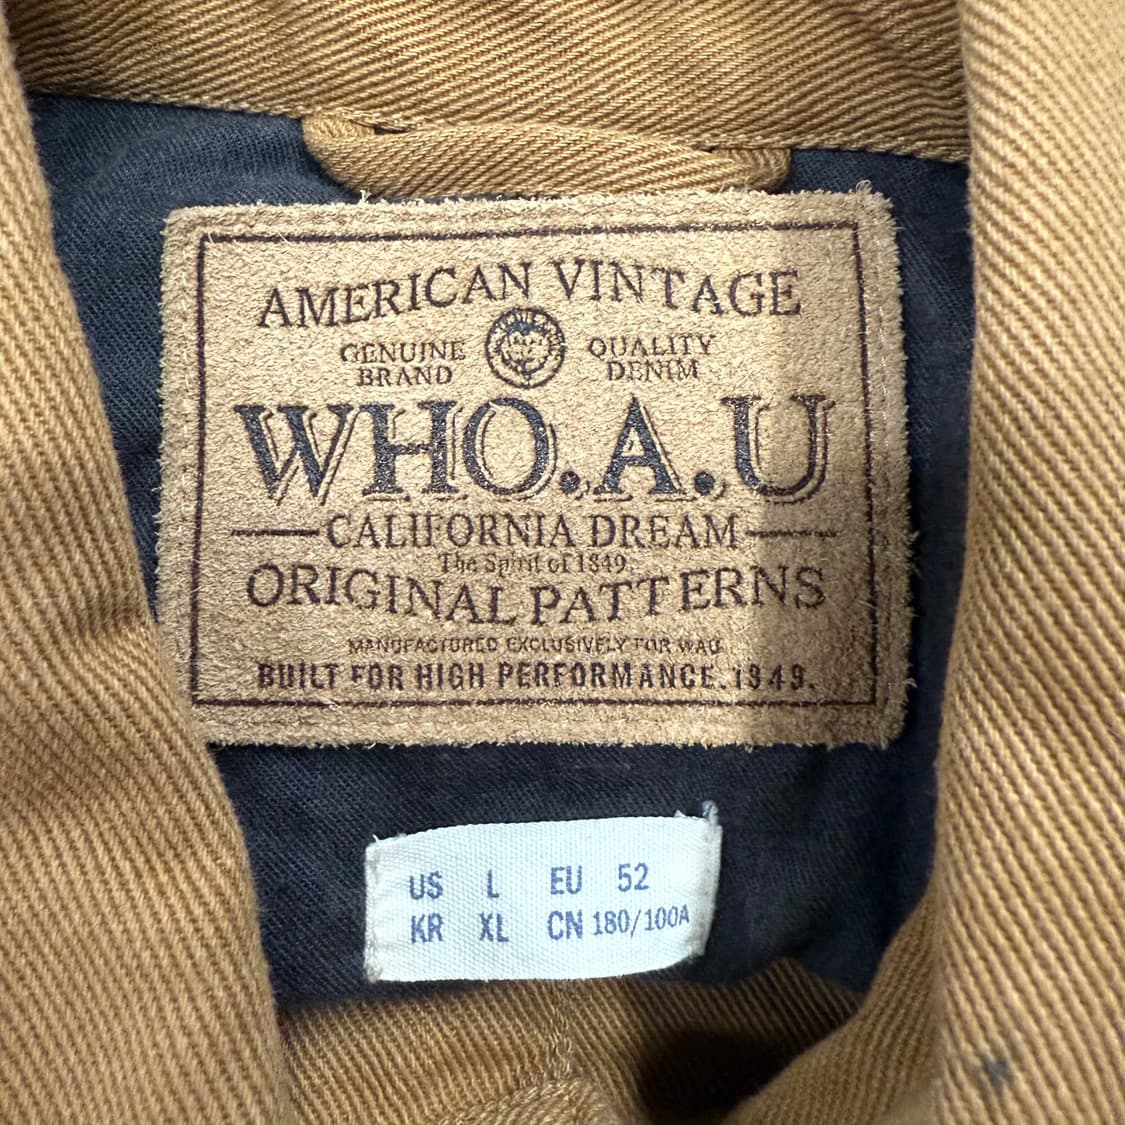 AMERICAN VINTAGE
GENUINE QUALITY
BRAND DENIM
WHO.A.U
CALIFORNIA DREAM
The Spirit of 1849.
ORIGINAL PATTERNS
MANUFACTURED EXCLUSIVELY FOR WAU
BUILT FOR HIGH PERFORMANCE.1849.
US L EU 52
KR XL CN 180/100A